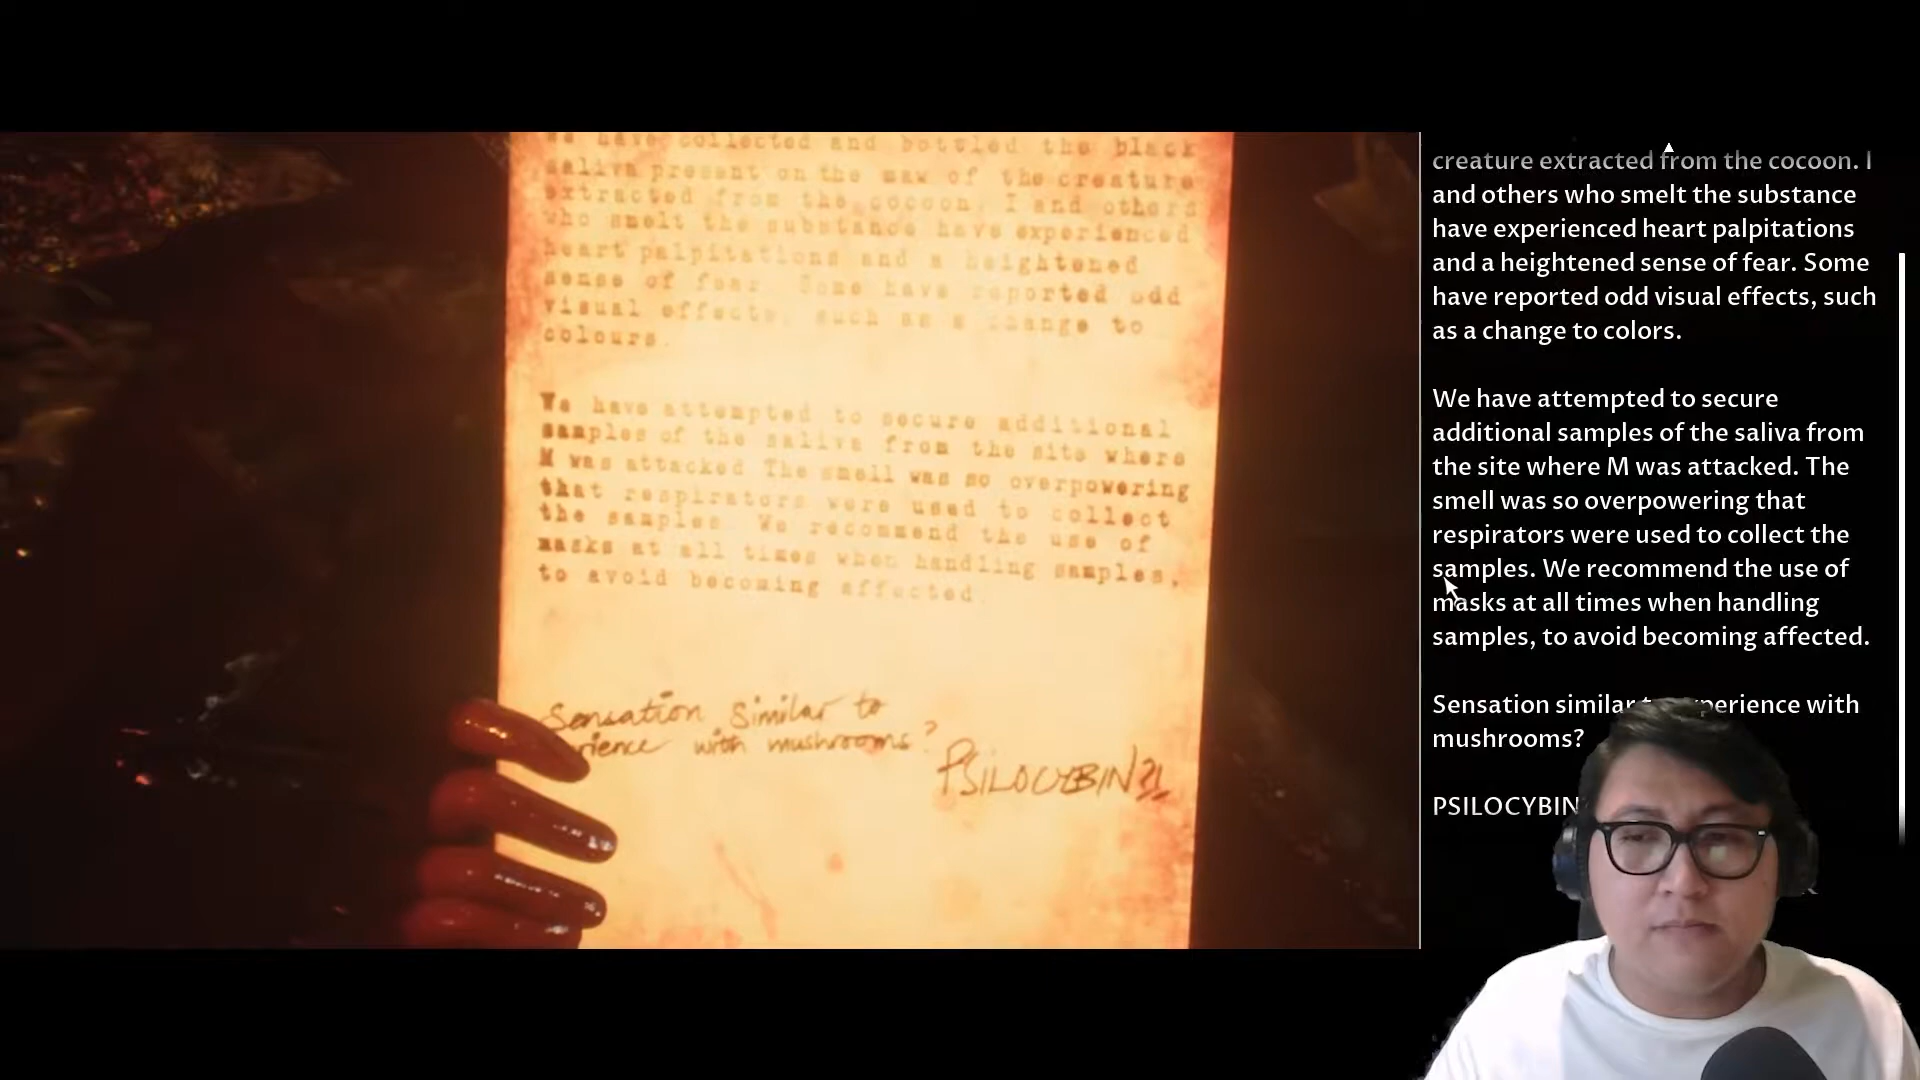 We have collected and bottled the black
saliva present on the maw of the creature
extracted from the cocoon. I and others
who smelt the substance have experienced
heart palpitations and a heightened
sense of fear. Some have reported odd
visual effects, such as a change to
colours.
We have attempted to secure additional
samples of the saliva from the site where
M was attacked The smell was so overpowering
that respirators were used to collect
the samples. We recommend the use of
masks at all times when handling samples,
to avoid becoming affected
Sensation similar to
rience with mushrooms?
PSILOCYBIN?!
creature extracted from the cocoon. I
and others who smelt the substance
have experienced heart palpitations
and a heightened sense of fear. Some
have reported odd visual effects, such
as a change to colors.
We have attempted to secure
additional samples of the saliva from
the site where M was attacked. The
smell was so overpowering that
respirators were used to collect the
samples. We recommend the use of
masks at all times when handling
samples, to avoid becoming affected.
Sensation similar perience with
mushrooms?
PSILOCYBIN